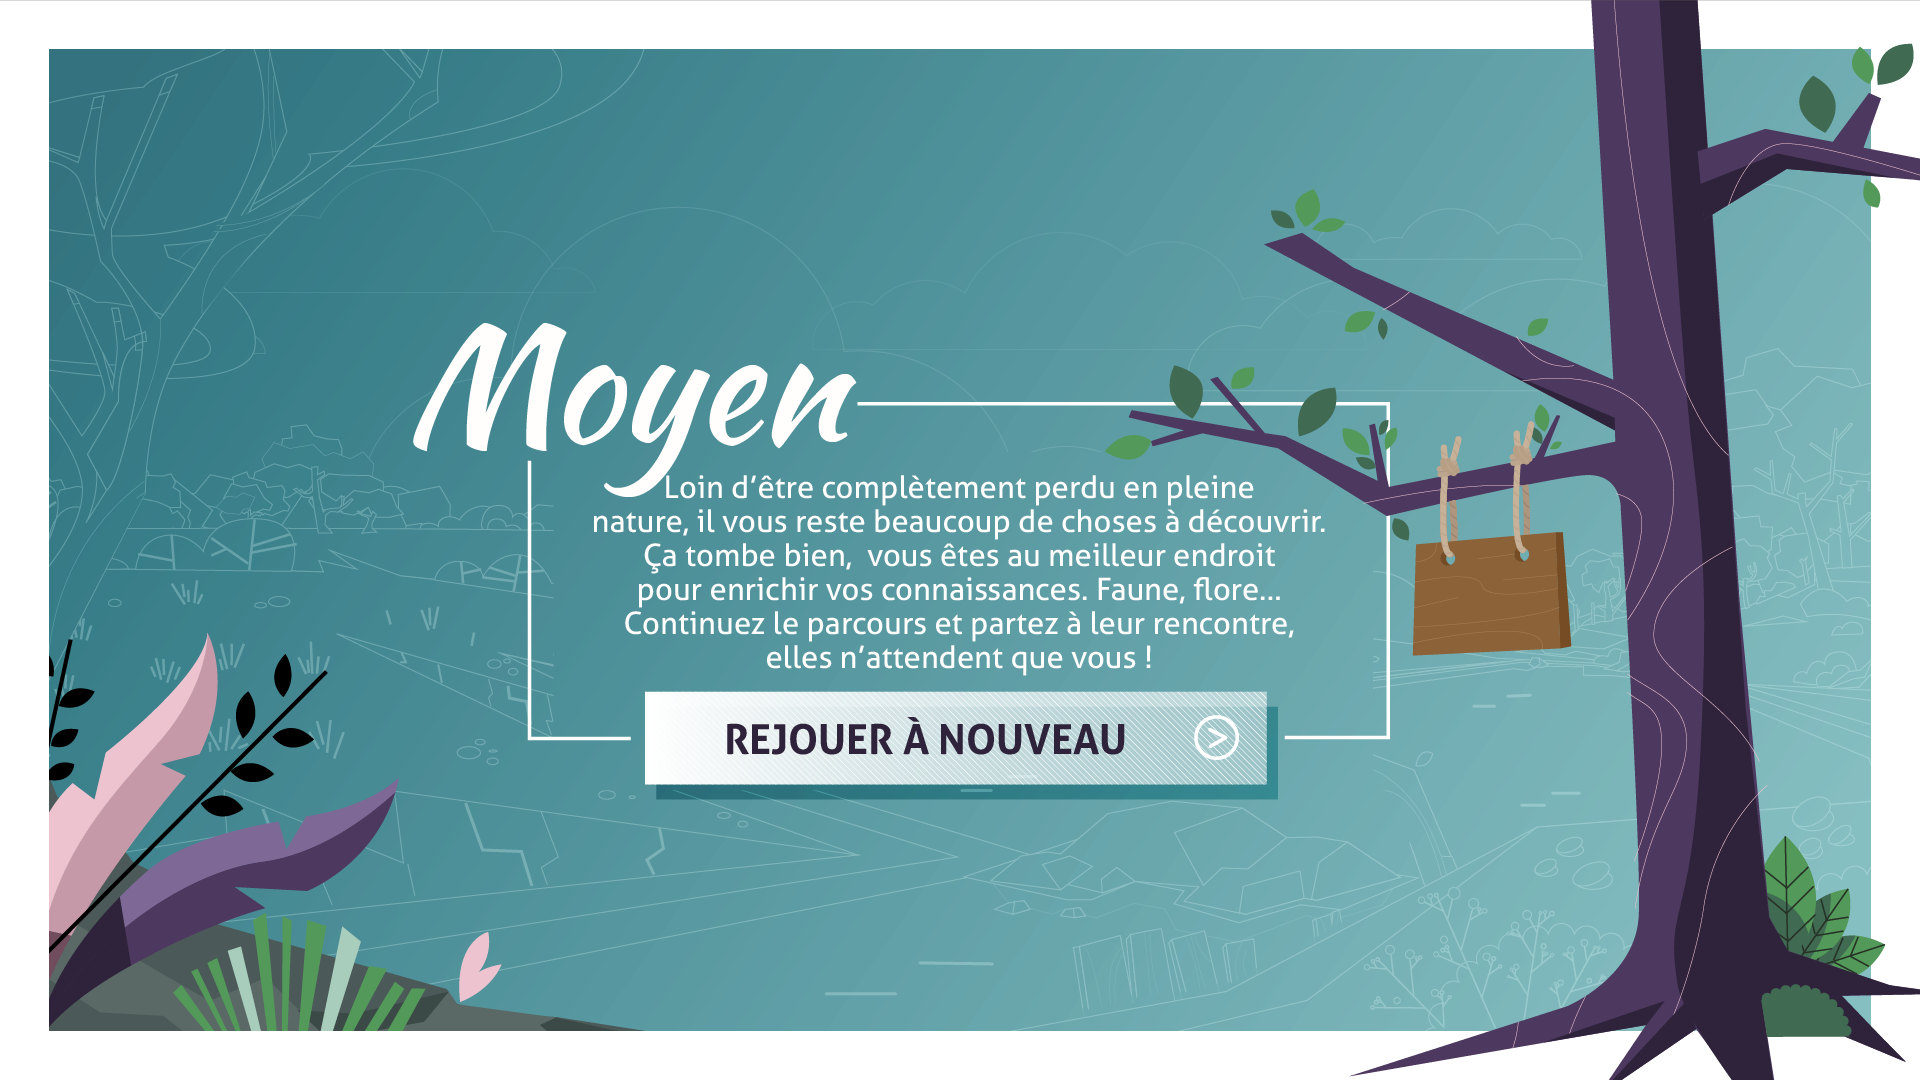 Moyen
Loin d’être complètement perdu en pleine
nature, il vous reste beaucoup de choses à découvrir.
Ça tombe bien,  vous êtes au meilleur endroit
pour enrichir vos connaissances. Faune, flore...
Continuez le parcours et partez à leur rencontre,
elles n’attendent que vous !
REJOUER À NOUVEAU